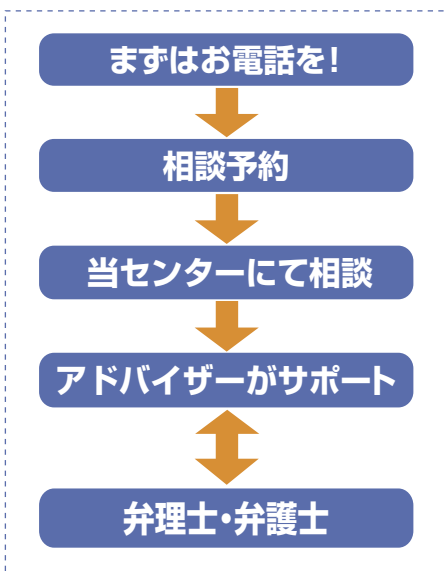 まずはお電話を!
相談予約
当センターにて相談
アドバイザーがサポート
弁理士・弁護士